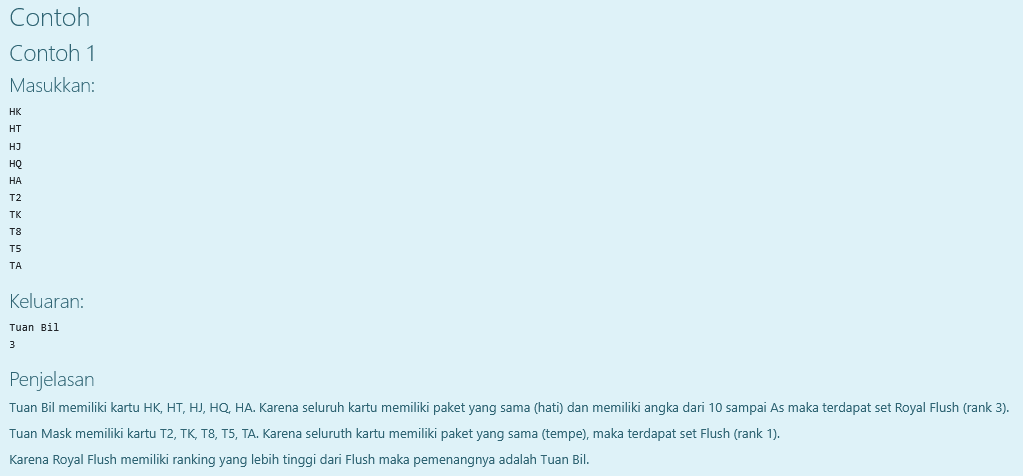 Contoh
Contoh 1
Masukkan:
HK
HT
HJ
HQ
HA
T2
TK
T8
T5
TA
Keluaran:
Tuan Bil
3
Penjelasan
Tuan Bil memiliki kartu HK, HT, HJ, HQ, HA. Karena seluruh kartu memiliki paket yang sama (hati) dan memiliki angka dari 10 sampai As maka terdapat set Royal Flush (rank 3).
Tuan Mask memiliki kartu T2, TK, T8, T5, TA. Karena seluruth kartu memiliki paket yang sama (tempe), maka terdapat set Flush (rank 1).
Karena Royal Flush memiliki ranking yang lebih tinggi dari Flush maka pemenangnya adalah Tuan Bil.